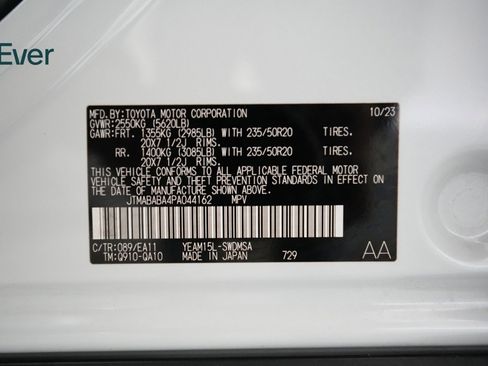 Ever
MFD.BY:TOYOTA MOTOR CORPORATION 10/23
GVWR:2550KG (5620LB)
GAWR:FRT. 1355KG (2985LB) WITH 235/50R20 TIRES.
20X7 1/2J RIMS.
RR. 1400KG (3085LB) WITH 235/50R20 TIRES.
20X7 1/2J RIMS.
THIS VEHICLE CONFORMS TO ALL APPLICABLE FEDERAL MOTOR
VEHICLE SAFETY AND THEFT PREVENTION STANDARDS IN EFFECT
ON THE DATE OF MANUFACTURE SHOWN ABOVE.
JTMABABA4PA044162 MPV
C/TR:089/EA11 YEAM15L-SWDMSA AA
TM:Q910-QA10 MADE IN JAPAN 729